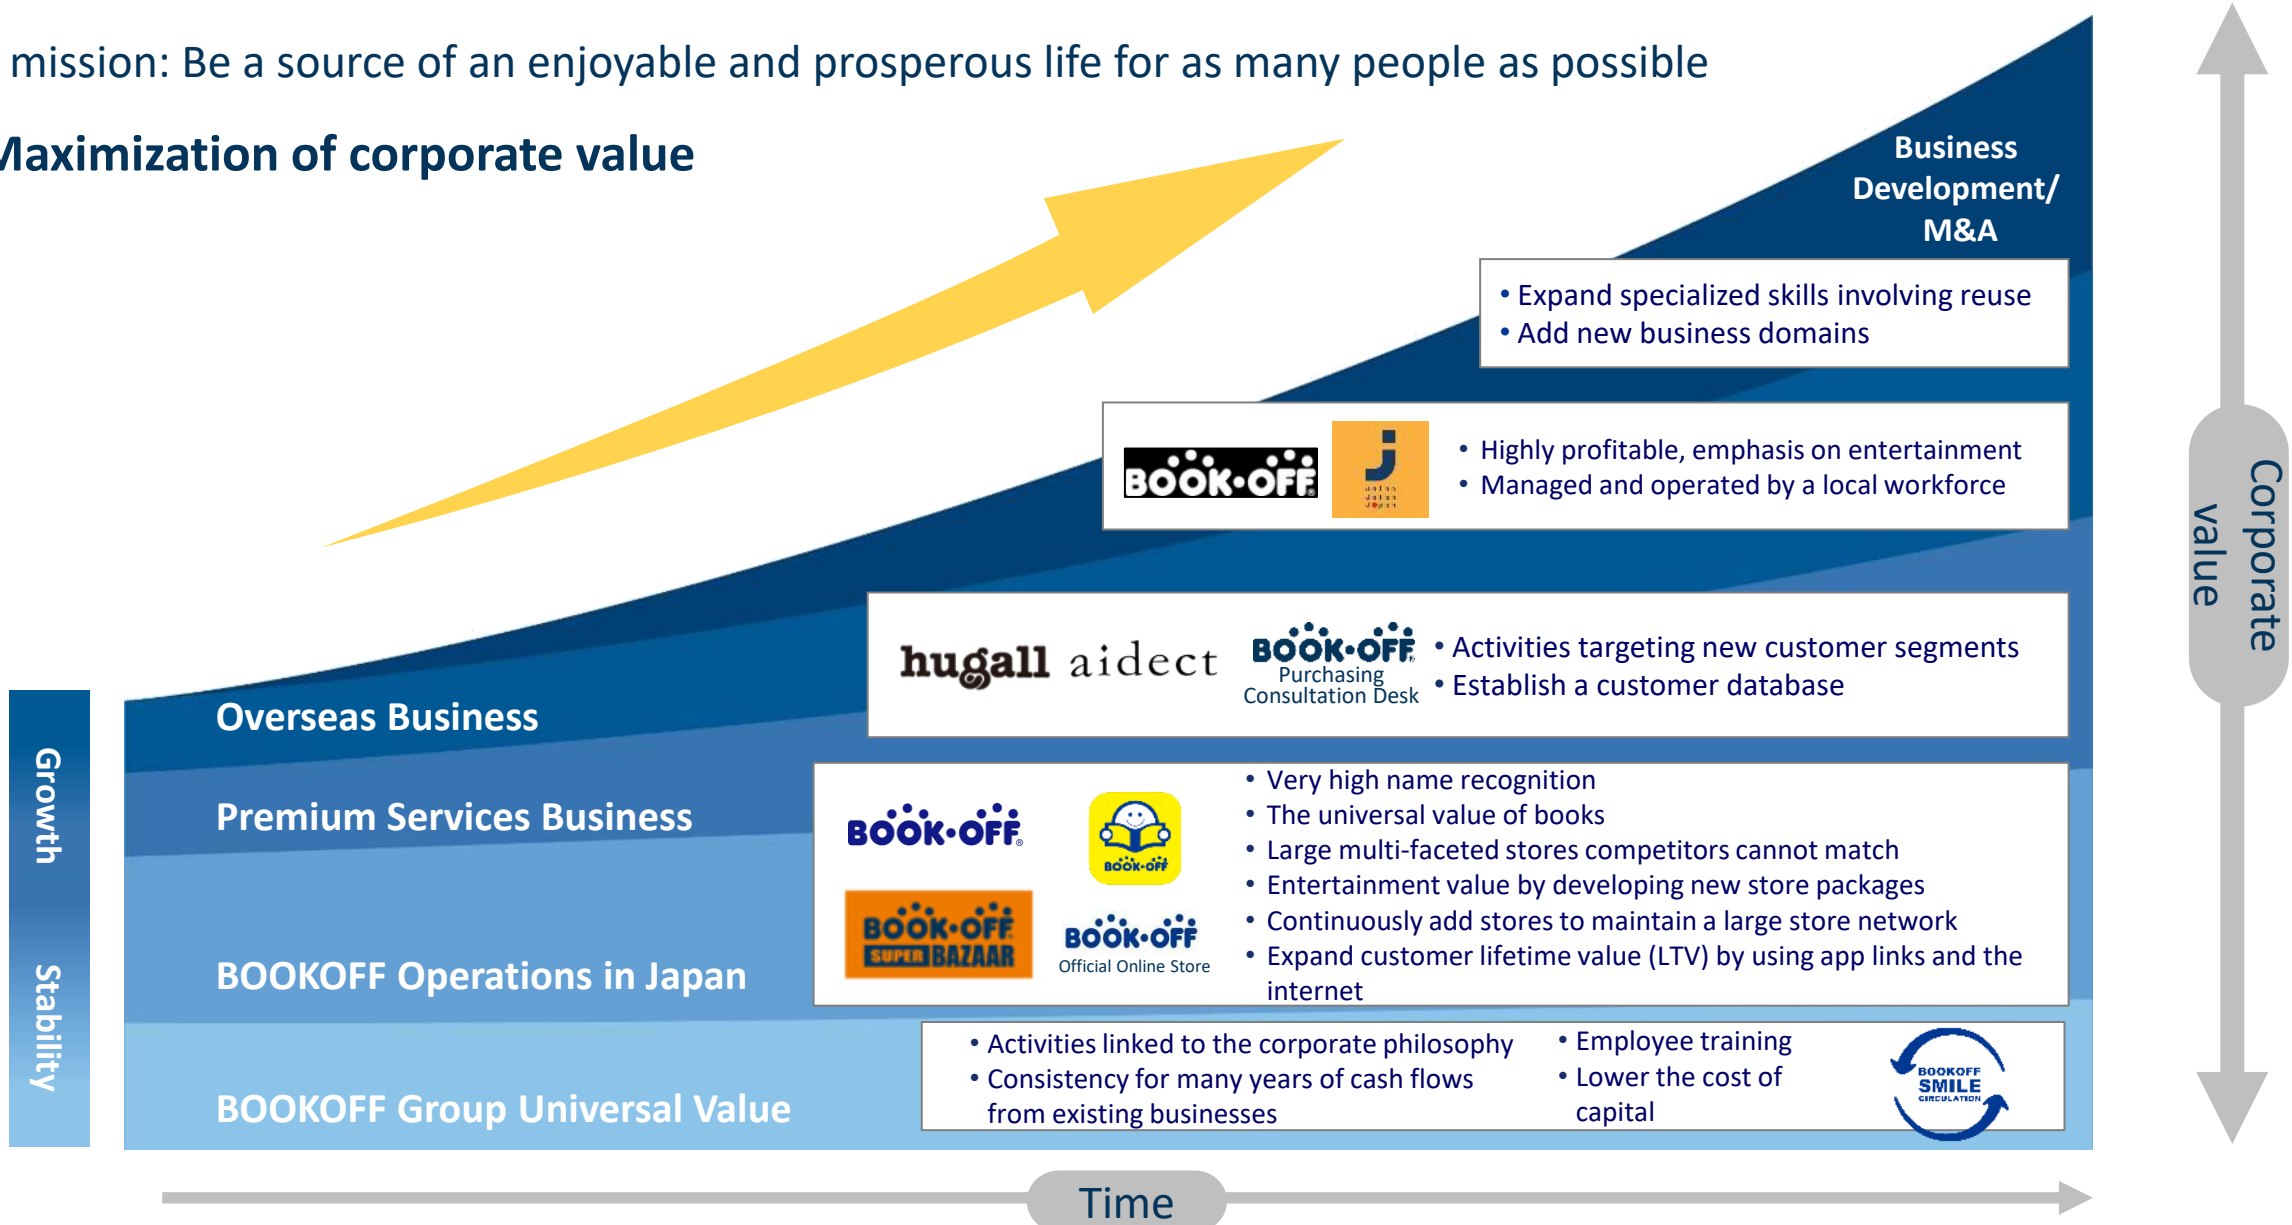 mission: Be a source of an enjoyable and prosperous life for as many people as possible
Maximization of corporate value
Business
Development/
M&A
• Expand specialized skills involving reuse
• Add new business domains
BOOK•OFF®
• Highly profitable, emphasis on entertainment
• Managed and operated by a local workforce
hugall aidect
BOOK•OFF®
Purchasing
Consultation Desk
• Activities targeting new customer segments
• Establish a customer database
Overseas Business
Premium Services Business
BOOKOFF Operations in Japan
BOOKOFF Group Universal Value
BOOK•OFF®
BOOK•OFF
BOOK•OFF
SUPER BAZAAR
BOOK•OFF
Official Online Store
• Very high name recognition
• The universal value of books
• Large multi-faceted stores competitors cannot match
• Entertainment value by developing new store packages
• Continuously add stores to maintain a large store network
• Expand customer lifetime value (LTV) by using app links and the
internet
• Activities linked to the corporate philosophy
• Consistency for many years of cash flows
from existing businesses
• Employee training
• Lower the cost of
capital
BOOKOFF
SMILE
CIRCULATION
Growth
Stability
Time
Corporate
value